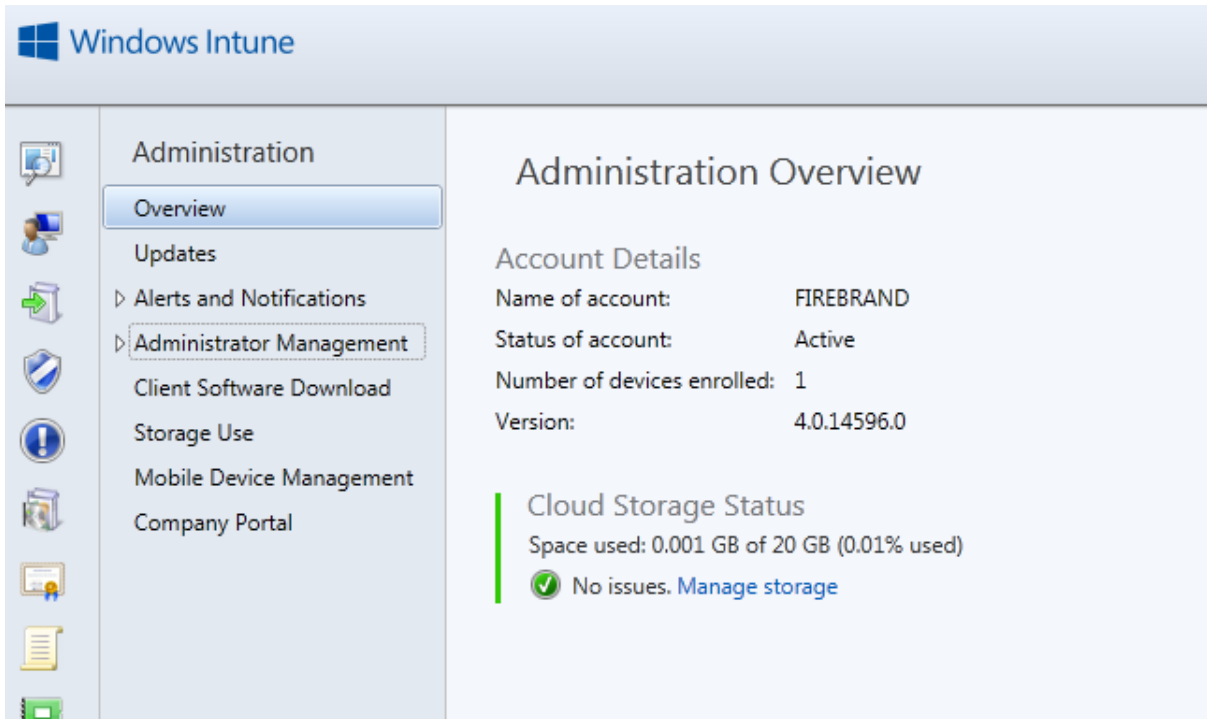 Windows Intune
Administration
Overview
Updates
Alerts and Notifications
Administrator Management
Client Software Download
Storage Use
Mobile Device Management
Company Portal
Administration Overview
Account Details
Name of account: FIREBRAND
Status of account: Active
Number of devices enrolled: 1
Version: 4.0.14596.0
Cloud Storage Status
Space used: 0.001 GB of 20 GB (0.01% used)
No issues. Manage storage